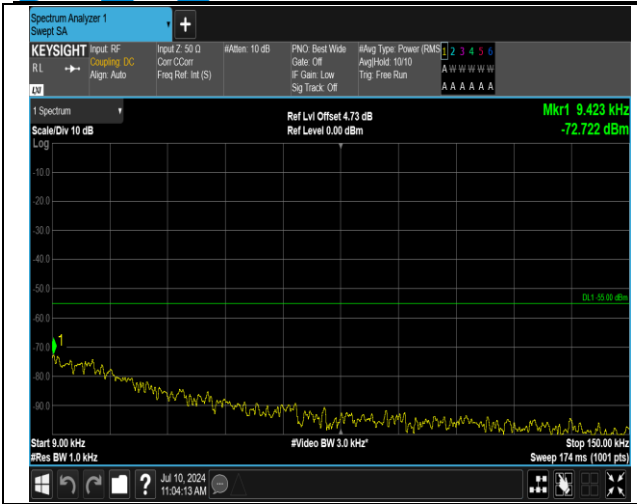 Spectrum Analyzer 1
Swept SA
+
KEYSIGHT
RL
LXI
Input: RF
Coupling: DC
Align: Auto
Input Z: 50 Ω
Corr CCorr
Freq Ref: Int (S)
#Atten: 10 dB
PNO: Best Wide
Gate: Off
IF Gain: Low
Sig Track: Off
#Avg Type: Power (RMS
Avg|Hold: 10/10
Trig: Free Run
1 2 3 4 5 6
A W W W W W
A A A A A A
1 Spectrum
Scale/Div 10 dB
Log
Ref Lvl Offset 4.73 dB
Ref Level 0.00 dBm
Mkr1 9.423 kHz
-72.722 dBm
-10.0
-20.0
-30.0
-40.0
-50.0
DL1 -55.00 dBm
-60.0
-70.0
1
-80.0
-90.0
Start 9.00 kHz
#Res BW 1.0 kHz
#Video BW 3.0 kHz*
Stop 150.00 kHz
Sweep 174 ms (1001 pts)
?
Jul 10, 2024
11:04:13 AM